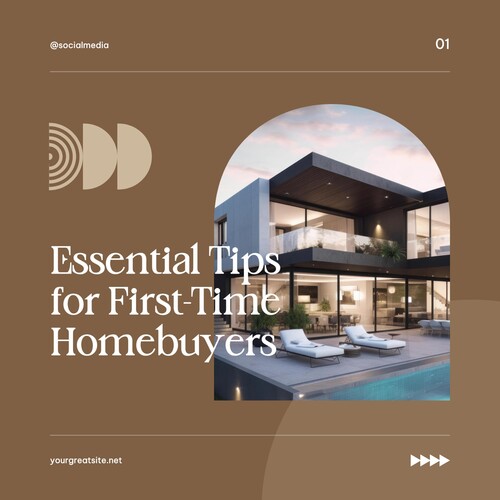 @socialmedia
01
Essential Tips
for First-Time
Homebuyers
yourgreatsite.net